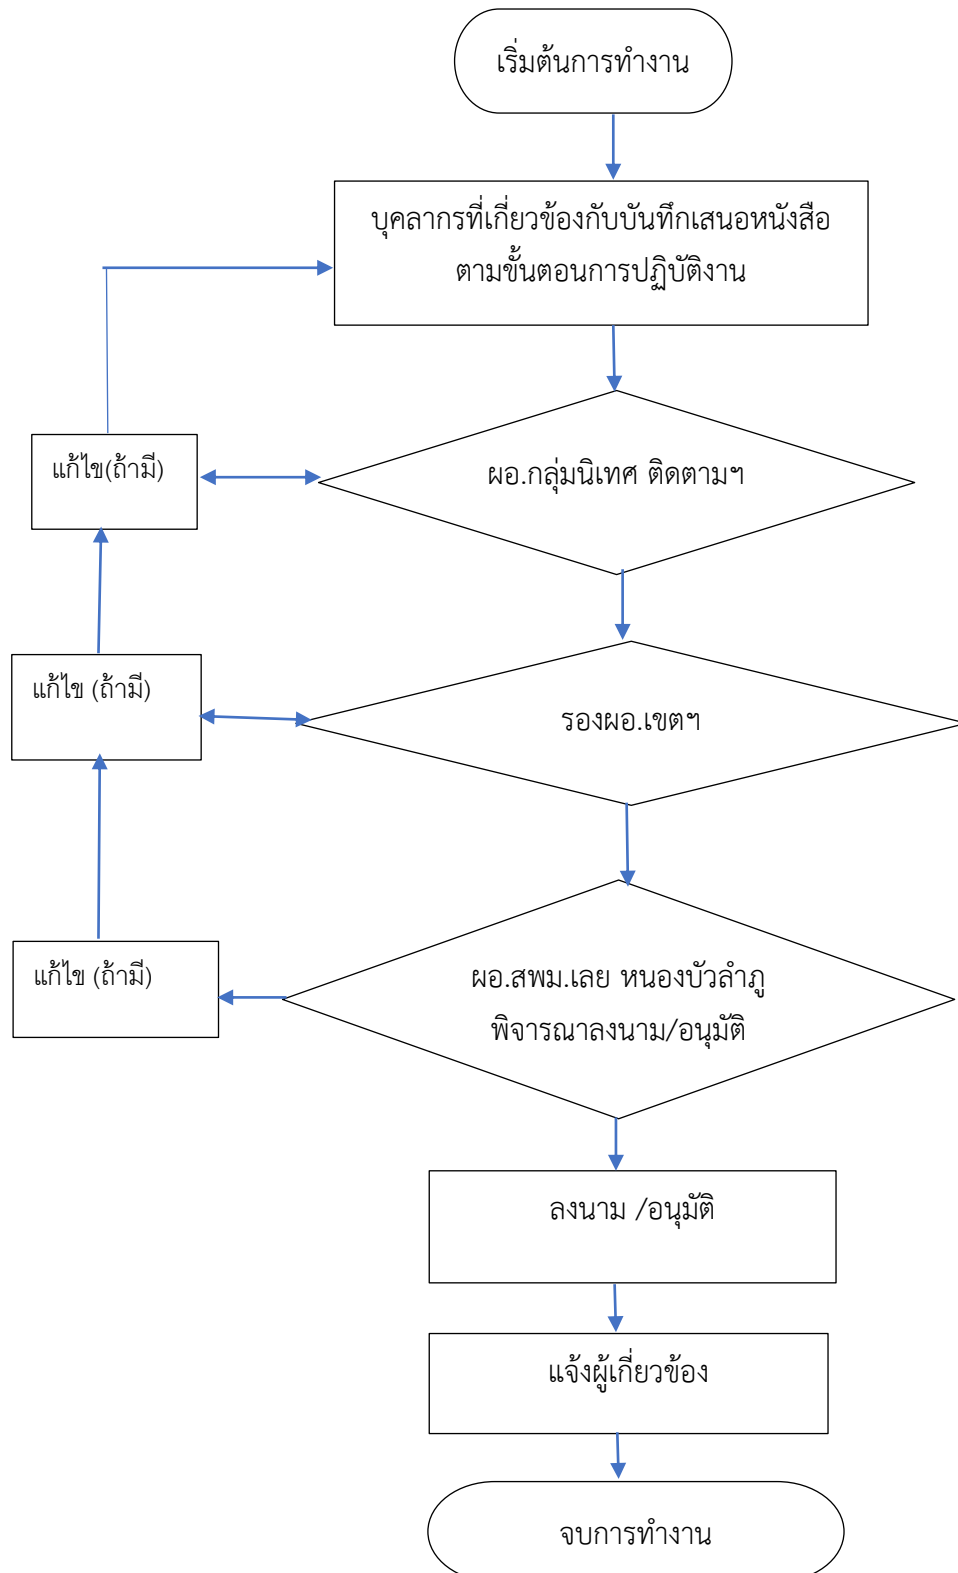 เริ่มต้นการทำงาน
บุคลากรที่เกี่ยวข้องกับบันทึกเสนอหนังสือ
ตามขั้นตอนการปฏิบัติงาน
แก้ไข(ถ้ามี)
ผอ.กลุ่มนิเทศ ติดตามฯ
แก้ไข (ถ้ามี)
รองผอ.เขตฯ
แก้ไข (ถ้ามี)
ผอ.สพม.เลย หนองบัวลำภู
พิจารณาลงนาม/อนุมัติ
ลงนาม /อนุมัติ
แจ้งผู้เกี่ยวข้อง
จบการทำงาน